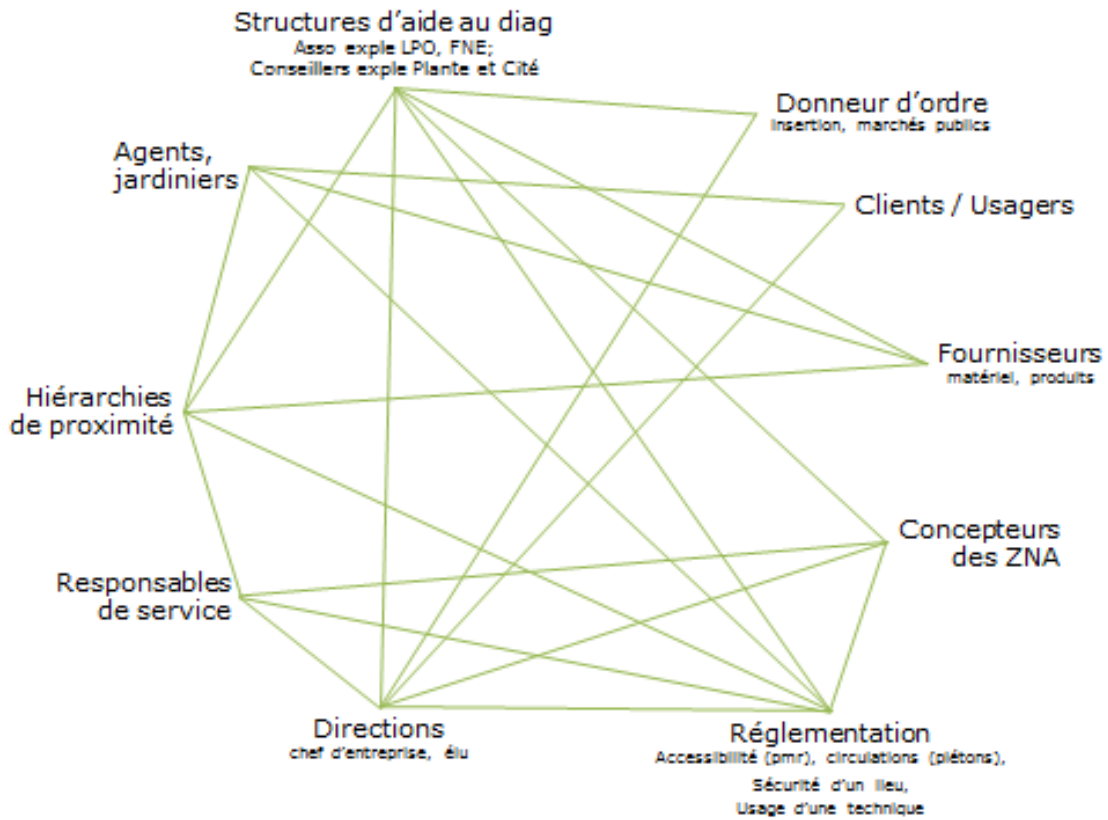 Structures d'aide au diag
Asso exple LPO, FNE;
Conseillers exple Plante et Cité
Donneur d'ordre
Insertion, marchés publics
Agents,
jardiniers
Clients / Usagers
Fournisseurs
matériel, produits
Hiérarchies
de proximité
Concepteurs
des ZNA
Responsables
de service
Directions
chef d'entreprise, élu
Réglementation
Accessibilité (pmr), circulations (piétons),
Sécurité d'un lieu,
Usage d'une technique